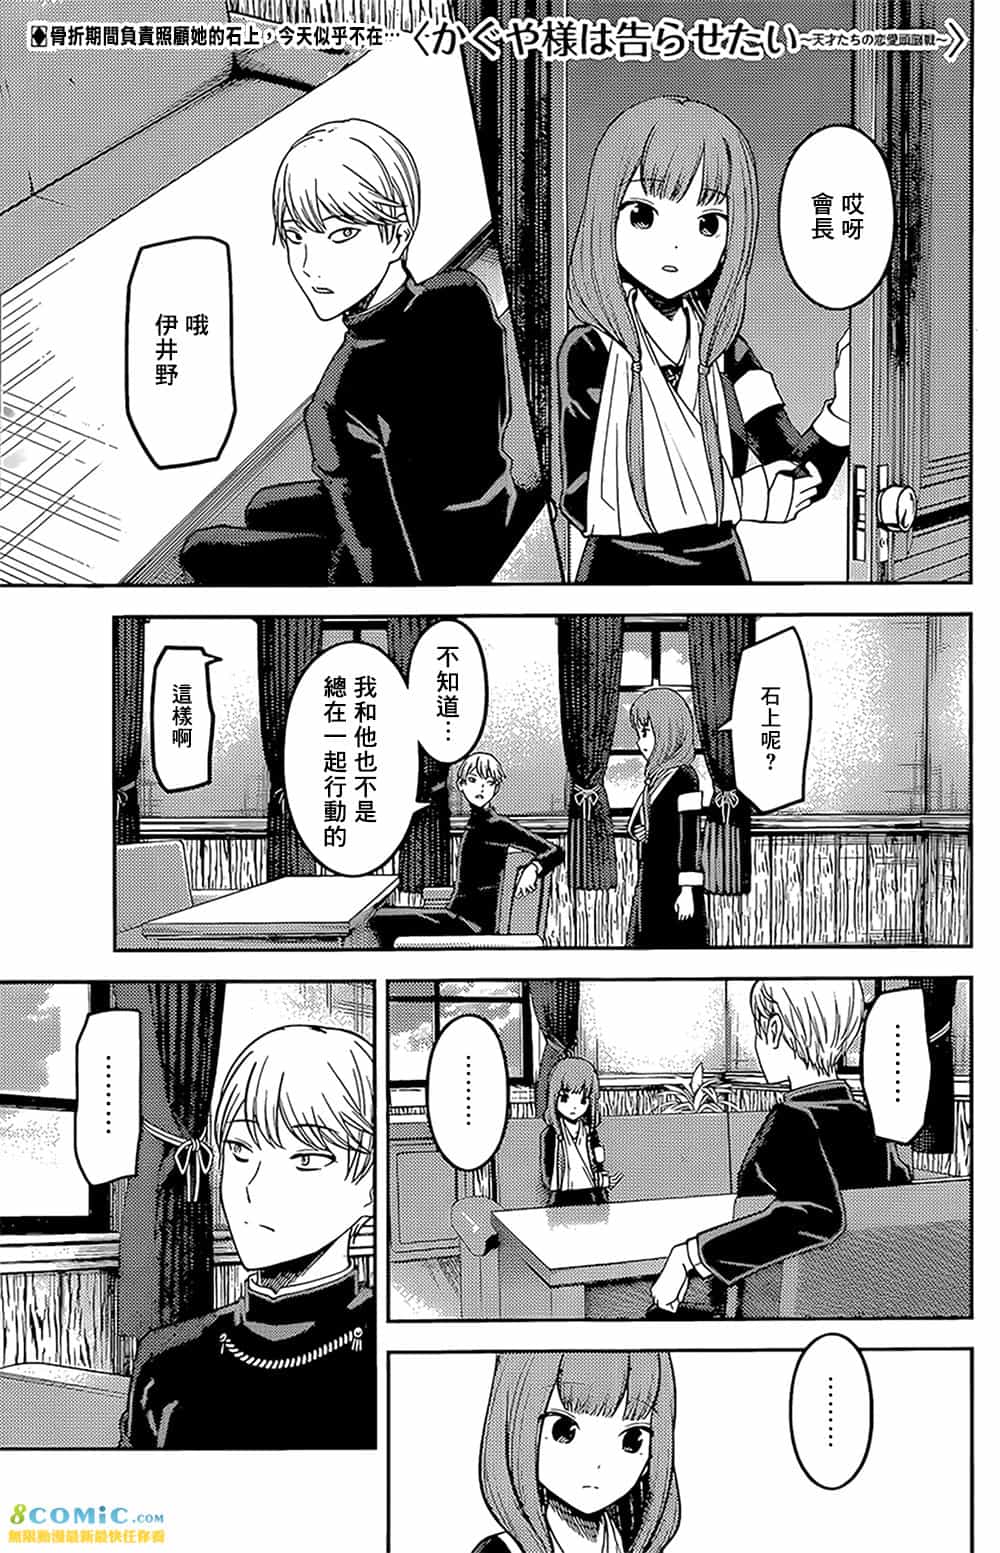 骨折期間負責照顧她的石上，今天似乎不在…
〈かぐや様は告らせたい～天才たちの恋愛頭脳戦～〉
哎呀
會長
哦
伊井野
石上呢？
不知道…
我和他也不是
總在一起行動的
這樣啊
………
………
………
………
8COMiC.COM
無限動漫最新最快任你看